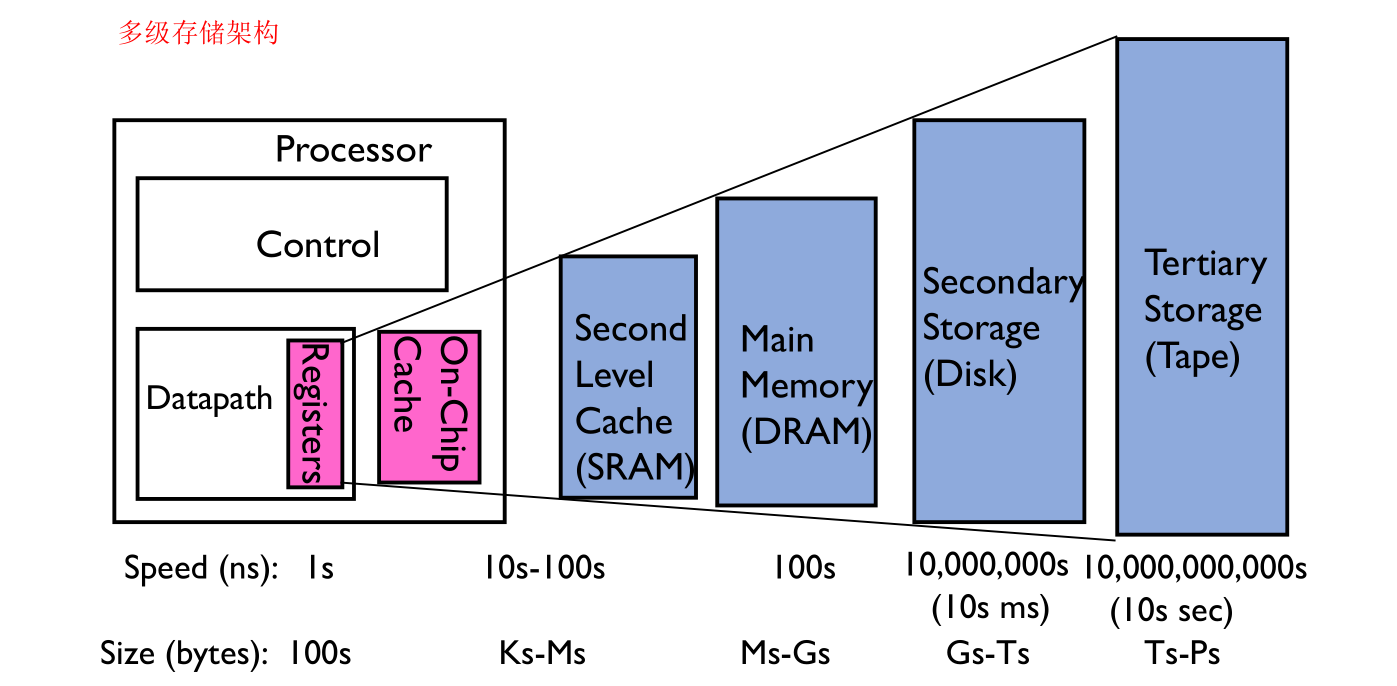 多级存储架构
Processor
Control
Datapath
Registers
On-Chip
Cache
Second
Level
Cache
(SRAM)
Main
Memory
(DRAM)
Secondary
Storage
(Disk)
Tertiary
Storage
(Tape)
Speed (ns): 1s 10s-100s 100s 10,000,000s 10,000,000,000s
(10s ms) (10s sec)
Size (bytes): 100s Ks-Ms Ms-Gs Gs-Ts Ts-Ps